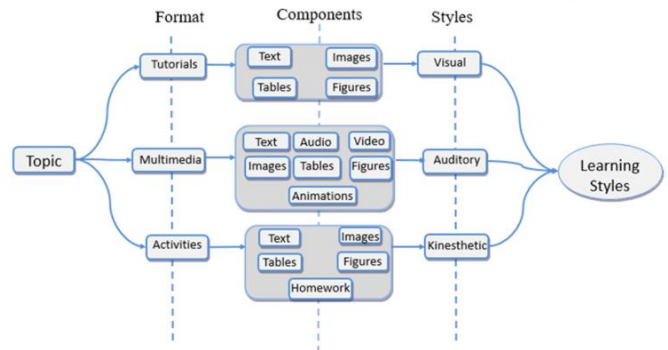 Format
Components
Styles
Tutorials
Text
Images
Tables
Figures
Visual
Topic
Multimedia
Text Audio Video
Images Tables Figures
Animations
Auditory
Learning
Styles
Activities
Text
Images
Tables
Figures
Homework
Kinesthetic